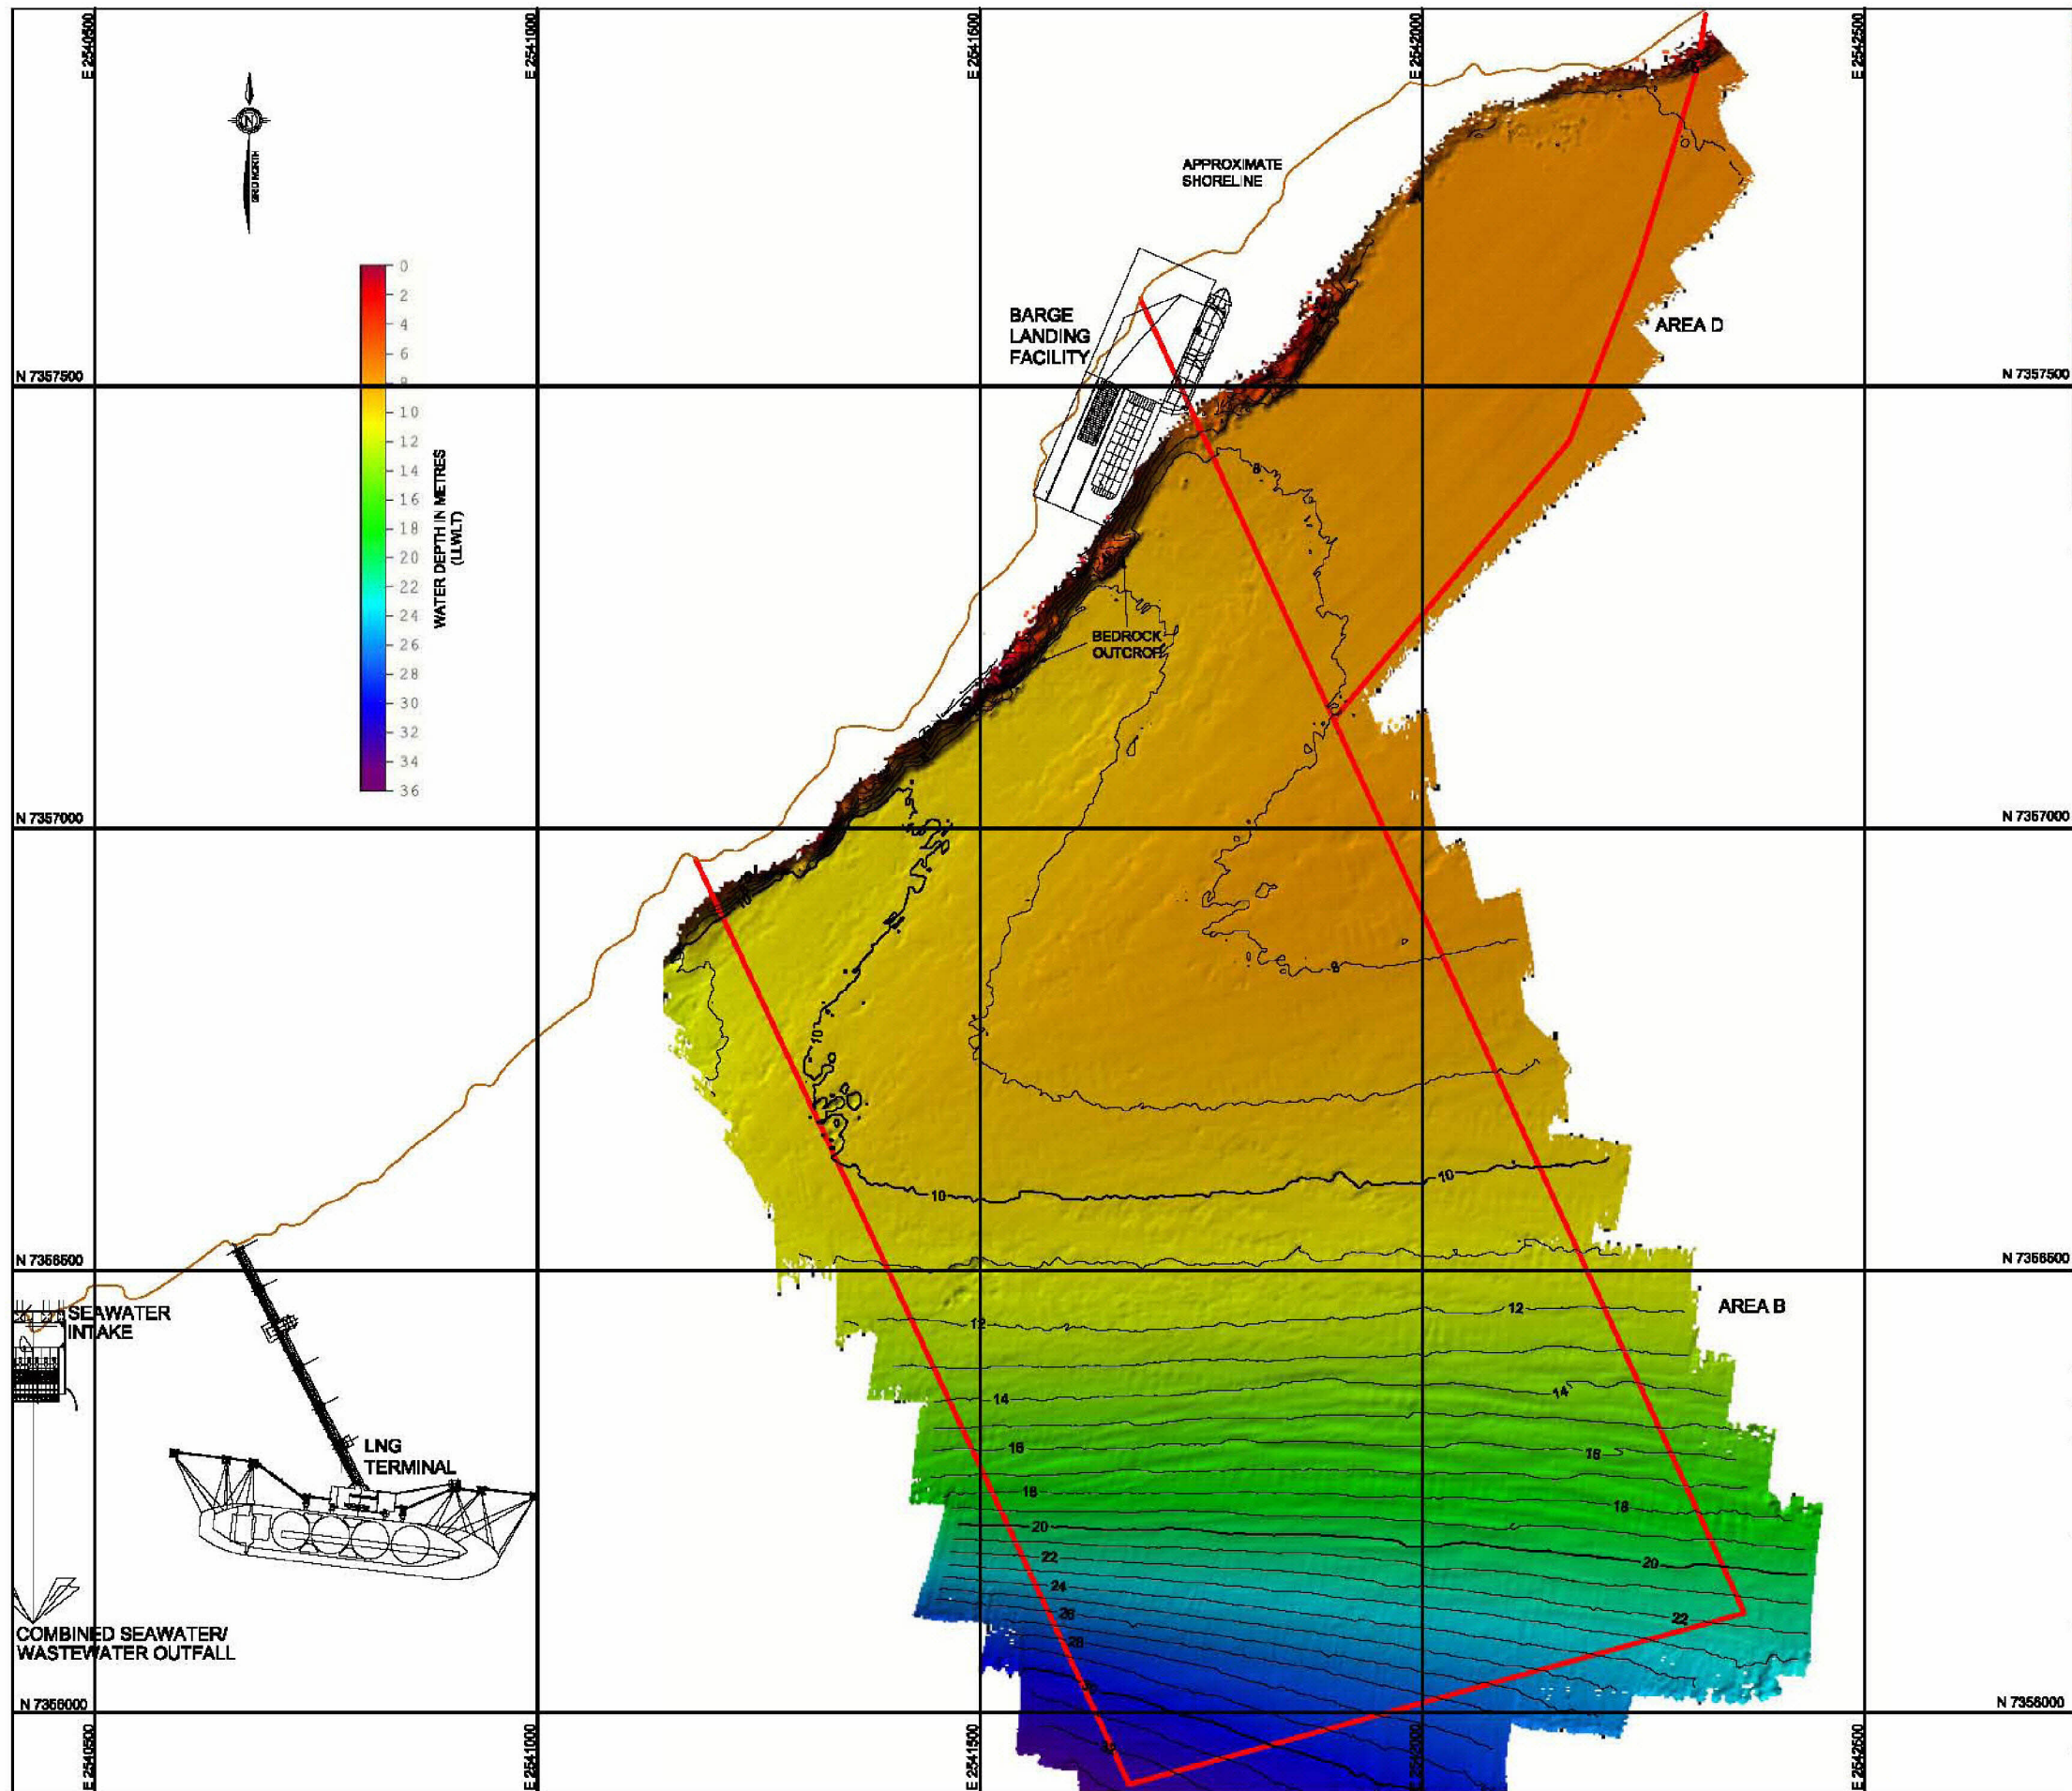 E 2540500
E 2541000
E 2541500
E 2542000
E 2542500
N
GRID NORTH
APPROXIMATE
SHORELINE
BARGE
LANDING
FACILITY
AREA D
N 7357500
N 7357500
0
2
4
6
8
10
12
14
16
18
20
22
24
26
28
30
32
34
36
WATER DEPTH IN METRES
(LLWLT)
8
BEDROCK
OUTCROP
N 7357000
N 7357000
10
8
10
10
10
N 7356500
N 7356500
SEAWATER
INTAKE
AREA B
12
12
14
14
LNG
TERMINAL
16
16
18
18
20
20
22
24
26
22
28
30
COMBINED SEAWATER/
WASTEWATER OUTFALL
N 7356000
N 7356000
E 2540500
E 2541000
E 2541500
E 2542000
E 2542500